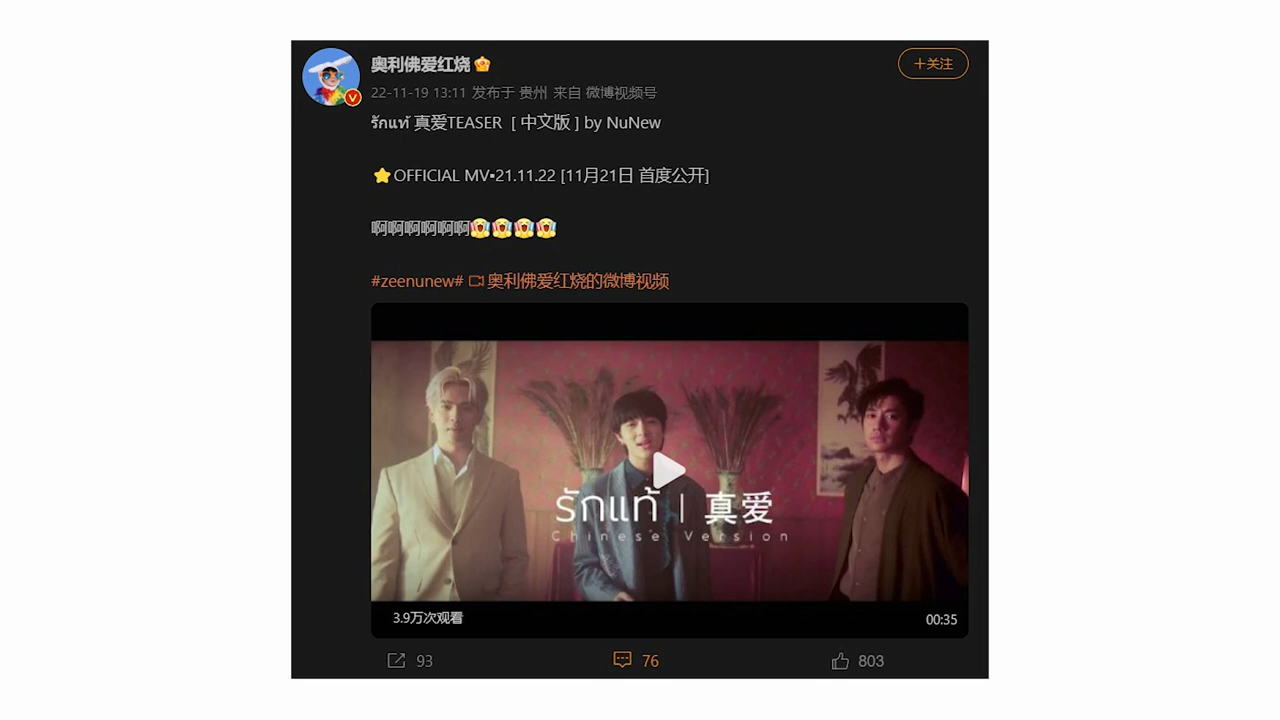 奥利佛爱红烧
+关注
22-11-19 13:11 发布于 贵州 来自 微博视频号
รักแท้ 真爱TEASER [ 中文版 ] by NuNew
OFFICIAL MV▪21.11.22 [11月21日 首度公开]
啊啊啊啊啊啊
#zeenunew# 奥利佛爱红烧的微博视频
รักแท้ | 真爱
Chinese Version
3.9万次观看
00:35
93
76
803